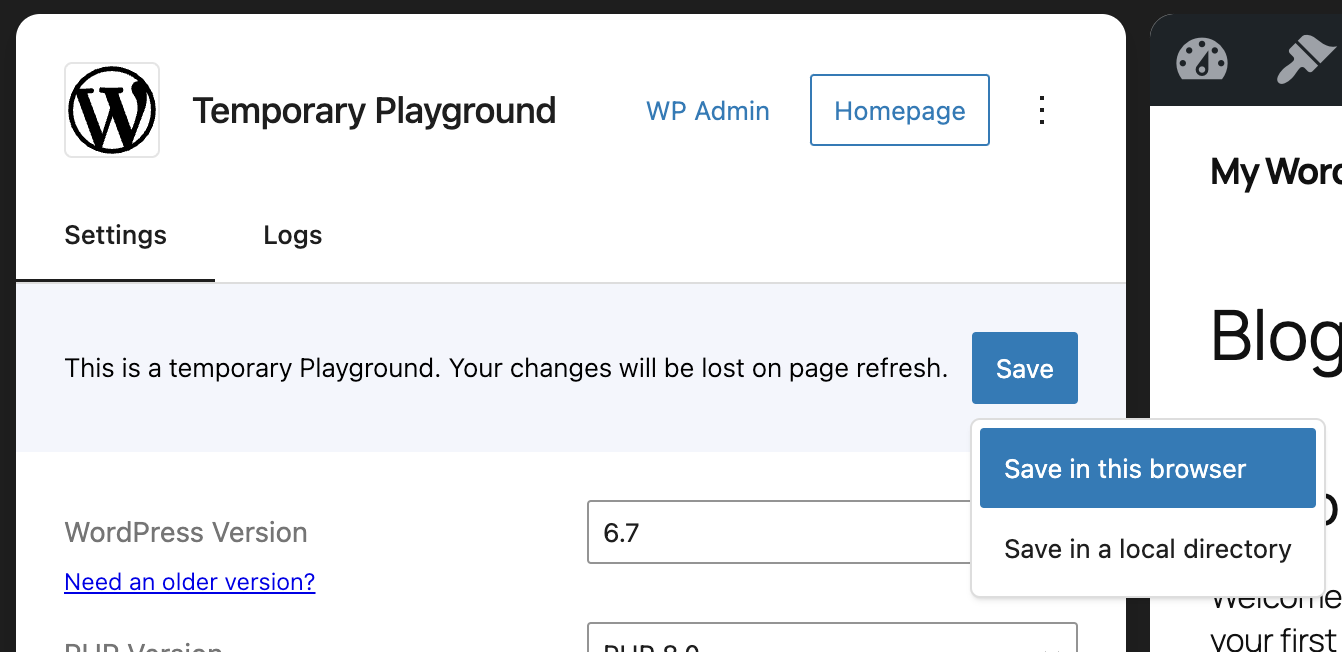 Temporary Playground
WP Admin
Homepage
My Word
Settings
Logs
Blog
This is a temporary Playground. Your changes will be lost on page refresh.
Save
Save in this browser
Save in a local directory
WordPress Version
6.7
Need an older version?
Welcome
your first
PHP Version
PHP 8.0